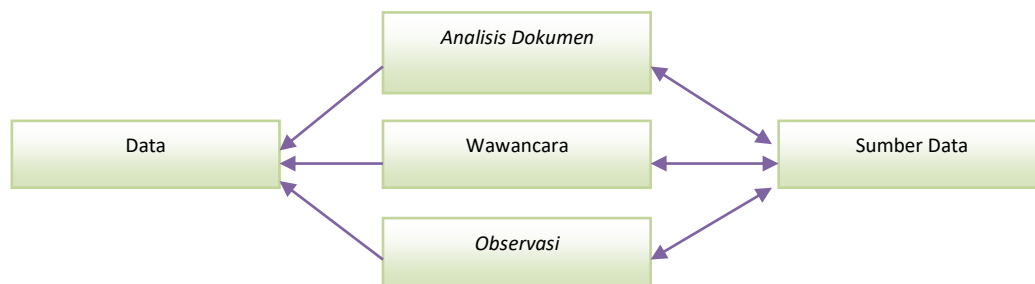 Analisis Dokumen
Data
Wawancara
Sumber Data
Observasi